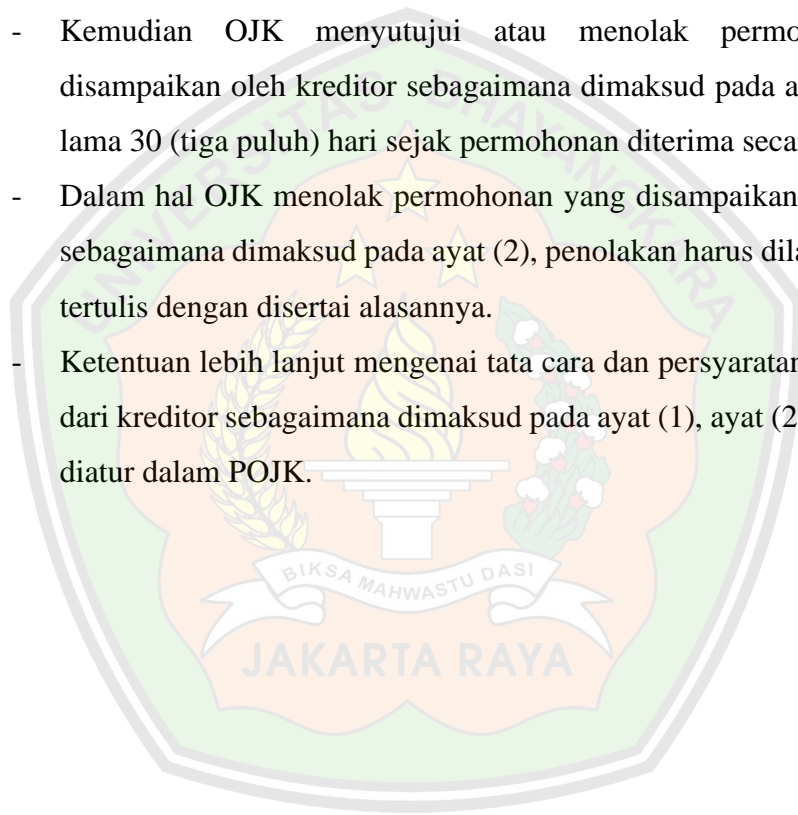 - Kemudian OJK menyutujui atau menolak
disampaikan oleh kreditor sebagaimana dimaksud pada
lama 30 (tiga puluh) hari sejak permohonan diterima
- Dalam hal OJK menolak permohonan yang disampaikan
sebagaimana dimaksud pada ayat (2), penolakan harus
tertulis dengan disertai alasannya.
- Ketentuan lebih lanjut mengenai tata cara dan persyaratan
dari kreditor sebagaimana dimaksud pada ayat (1), ayat (2
diatur dalam POJK.
UNIVERSITAS BHAYANGKARA
BIKSA MAHWASTU DASI
JAKARTA RAYA